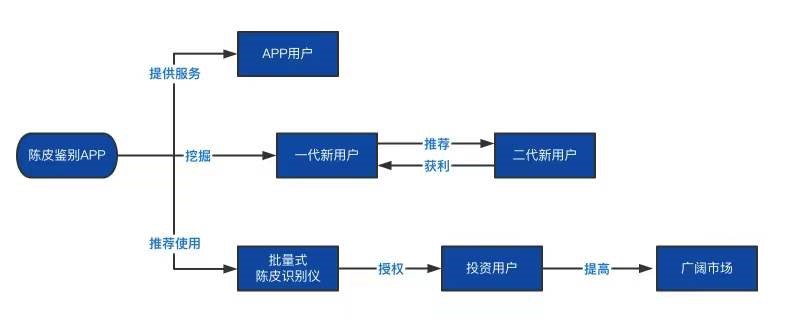 APP用户
提供服务
陈皮鉴别APP
挖掘
一代新用户
推荐
获利
二代新用户
推荐使用
批量式
陈皮识别仪
授权
投资用户
提高
广阔市场